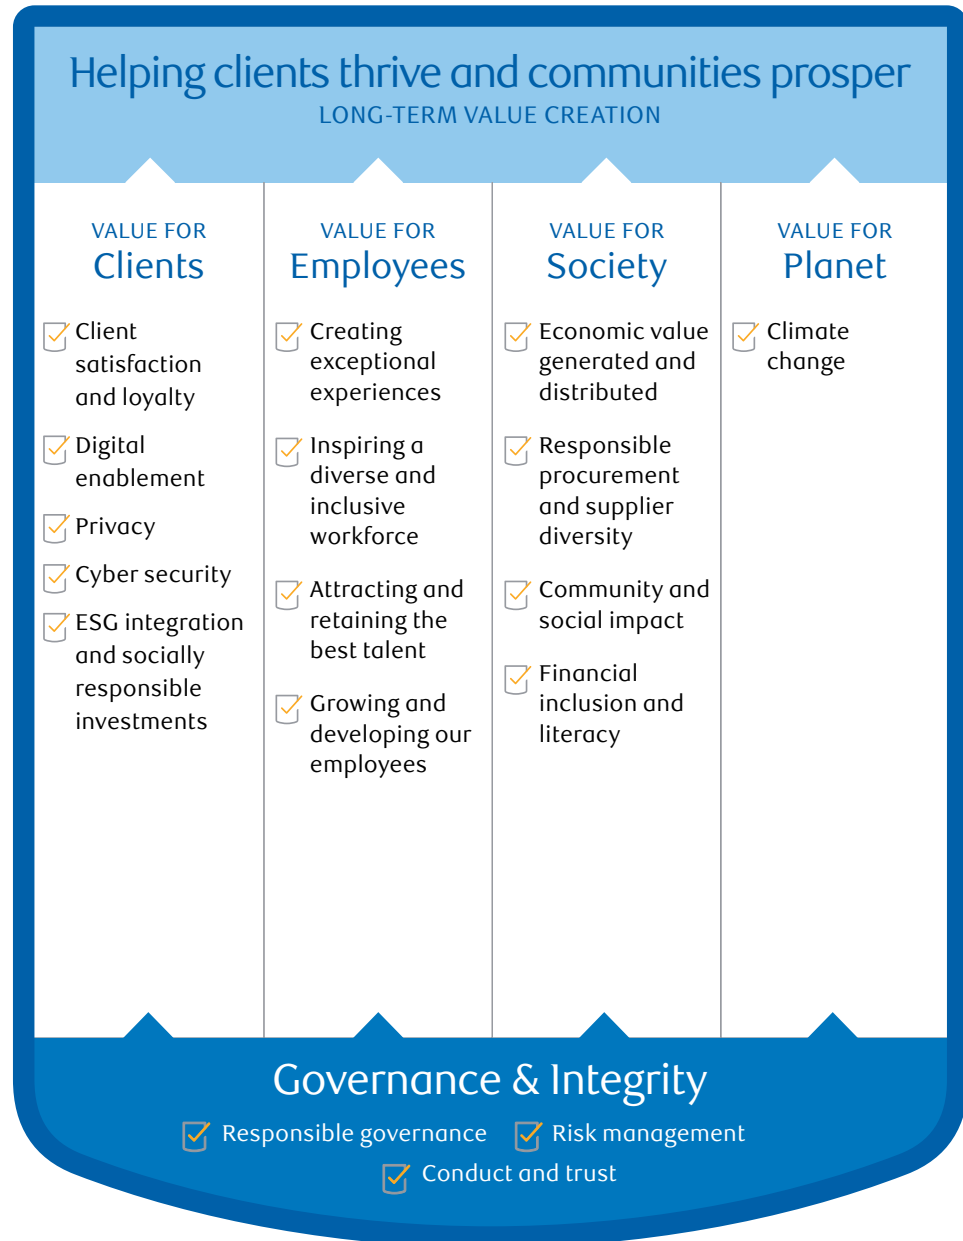 Helping clients thrive and communities prosper
LONG-TERM VALUE CREATION
VALUE FOR
Clients
Client
satisfaction
and loyalty
Digital
enablement
Privacy
Cyber security
ESG integration
and socially
responsible
investments
VALUE FOR
Employees
Creating
exceptional
experiences
Inspiring a
diverse and
inclusive
workforce
Attracting and
retaining the
best talent
Growing and
developing our
employees
VALUE FOR
Society
Economic value
generated and
distributed
Responsible
procurement
and supplier
diversity
Community and
social impact
Financial
inclusion and
literacy
VALUE FOR
Planet
Climate
change
Governance & Integrity
Responsible governance
Risk management
Conduct and trust